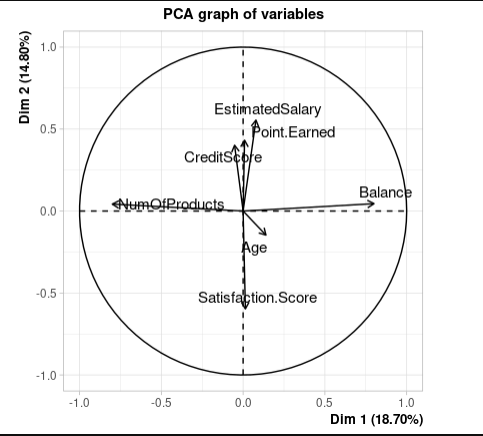 PCA graph of variables
Dim 2 (14.80%)
1.0
0.5
0.0
-0.5
-1.0
EstimatedSalary
Point.Earned
CreditScore
Balance
NumOfProducts
Age
Satisfaction.Score
-1.0 -0.5 0.0 0.5 1.0
Dim 1 (18.70%)